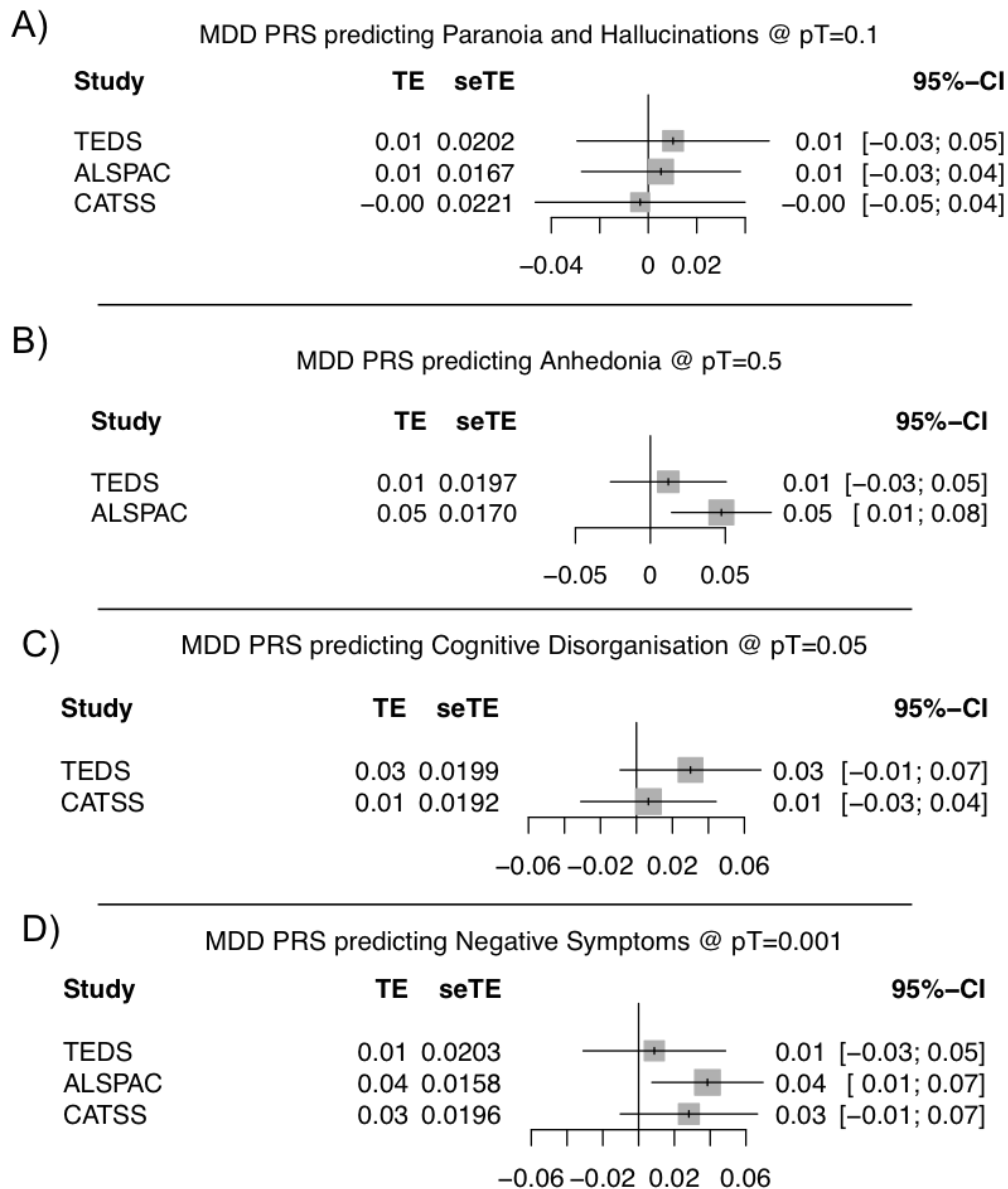 A)
MDD PRS predicting Paranoia and Hallucinations @ pT=0.1
Study TE seTE 95%−CI
TEDS 0.01 0.0202 0.01 [−0.03; 0.05]
ALSPAC 0.01 0.0167 0.01 [−0.03; 0.04]
CATSS −0.00 0.0221 −0.00 [−0.05; 0.04]
−0.04 0 0.02
B)
MDD PRS predicting Anhedonia @ pT=0.5
Study TE seTE 95%−CI
TEDS 0.01 0.0197 0.01 [−0.03; 0.05]
ALSPAC 0.05 0.0170 0.05 [ 0.01; 0.08]
−0.05 0 0.05
C)
MDD PRS predicting Cognitive Disorganisation @ pT=0.05
Study TE seTE 95%−CI
TEDS 0.03 0.0199 0.03 [−0.01; 0.07]
CATSS 0.01 0.0192 0.01 [−0.03; 0.04]
−0.06 −0.02 0.02 0.06
D)
MDD PRS predicting Negative Symptoms @ pT=0.001
Study TE seTE 95%−CI
TEDS 0.01 0.0203 0.01 [−0.03; 0.05]
ALSPAC 0.04 0.0158 0.04 [ 0.01; 0.07]
CATSS 0.03 0.0196 0.03 [−0.01; 0.07]
−0.06 −0.02 0.02 0.06